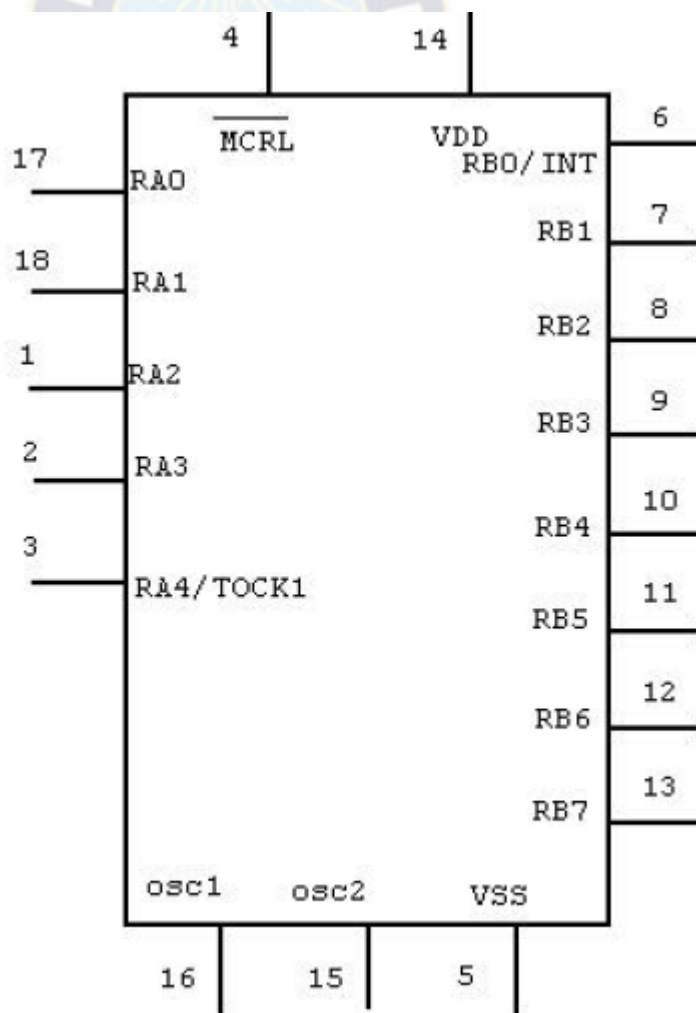 4 14
MCRL VDD
6
RB0/INT
17
RA0
7
RB1
18
RA1
8
RB2
1
RA2
9
RB3
2
RA3
10
RB4
3
RA4/TOCK1
11
RB5
12
RB6
13
RB7
osc1 osc2 VSS
16 15 5